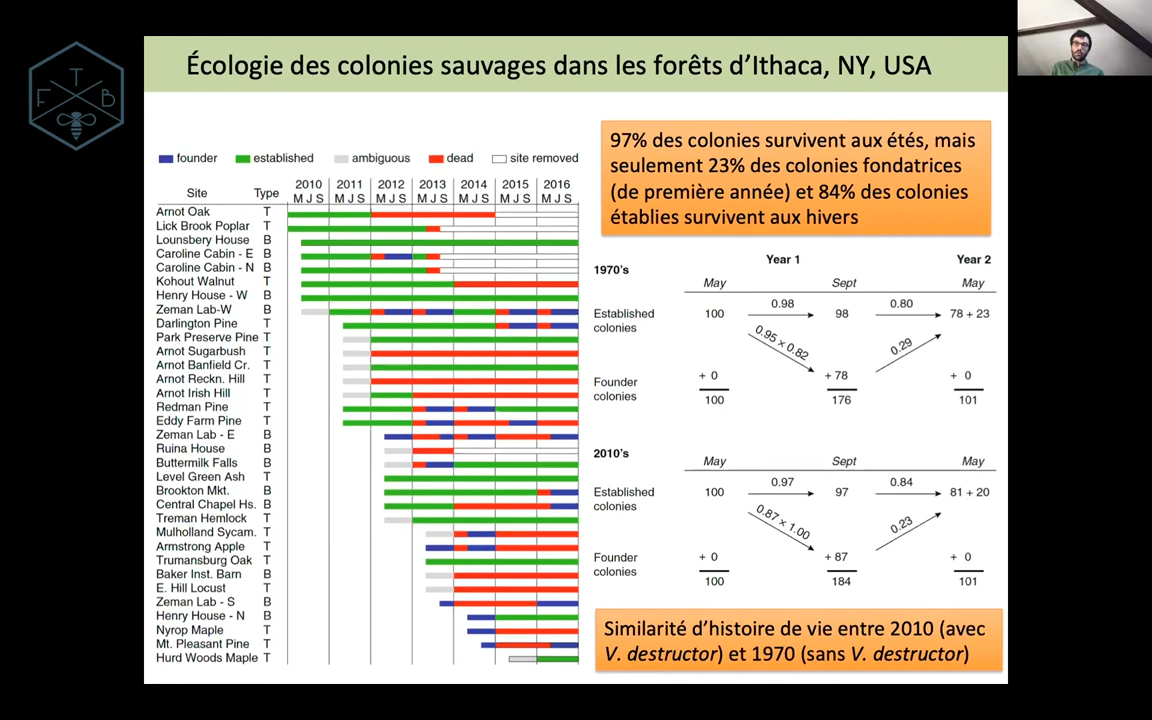 T
F B
Écologie des colonies sauvages dans les forêts d'Ithaca, NY, USA
founder established ambiguous dead site removed
Site Type 2010 2011 2012 2013 2014 2015 2016
M J S M J S M J S M J S M J S M J S M J S
Arnot Oak T
Lick Brook Poplar T
Lounsbery House B
Caroline Cabin - E B
Caroline Cabin - N B
Kohout Walnut T
Henry House - W B
Zeman Lab-W B
Darlington Pine T
Park Preserve Pine T
Arnot Sugarbush T
Arnot Banfield Cr. T
Arnot Reckn. Hill T
Arnot Irish Hill T
Redman Pine T
Eddy Farm Pine T
Zeman Lab - E B
Ruina House B
Buttermilk Falls B
Level Green Ash T
Brookton Mkt. B
Central Chapel Hs. B
Treman Hemlock T
Mulholland Sycam. T
Armstrong Apple T
Trumansburg Oak T
Baker Inst. Barn B
E. Hill Locust T
Zeman Lab - S B
Henry House - N B
Nyrop Maple T
Mt. Pleasant Pine T
Hurd Woods Maple T
97% des colonies survivent aux étés, mais
seulement 23% des colonies fondatrices
(de première année) et 84% des colonies
établies survivent aux hivers
1970's
Year 1 Year 2
May Sept May
Established
colonies
100 0.98 98 0.80 78 + 23
0.95 × 0.82 0.29
Founder
colonies
+ 0 + 78 + 0
100 176 101
2010's
May Sept May
Established
colonies
100 0.97 97 0.84 81 + 20
0.87 × 1.00 0.23
Founder
colonies
+ 0 + 87 + 0
100 184 101
Similarité d'histoire de vie entre 2010 (avec
V. destructor) et 1970 (sans V. destructor)